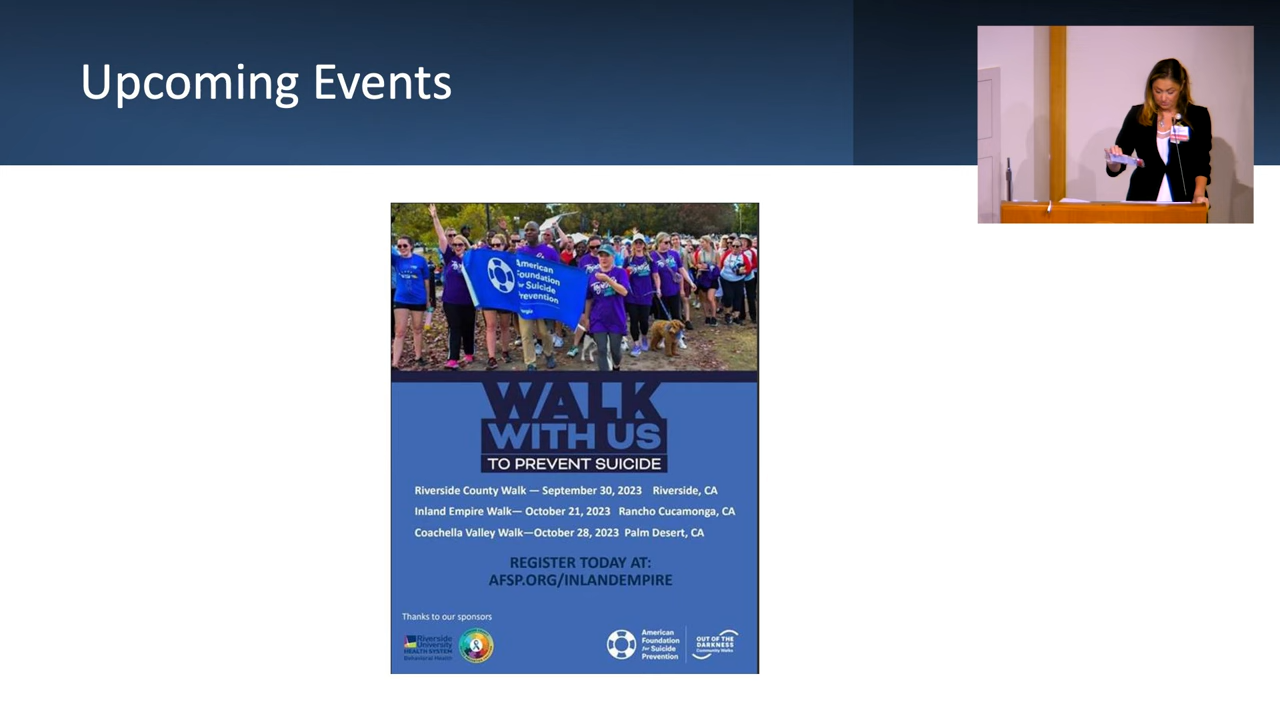 Upcoming Events
American
Foundation
for Suicide
Prevention
WALK
WITH US
TO PREVENT SUICIDE
Riverside County Walk — September 30, 2023 Riverside, CA
Inland Empire Walk— October 21, 2023 Rancho Cucamonga, CA
Coachella Valley Walk—October 28, 2023 Palm Desert, CA
REGISTER TODAY AT:
AFSP.ORG/INLANDEMPIRE
Thanks to our sponsors
Riverside
University
HEALTH SYSTEM
Behavioral Health
American
Foundation
for Suicide
Prevention
OUT OF THE
DARKNESS
Community Walks